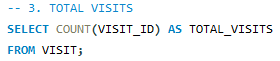 -- 3. TOTAL VISITS
SELECT COUNT(VISIT_ID) AS TOTAL_VISITS
FROM VISIT;